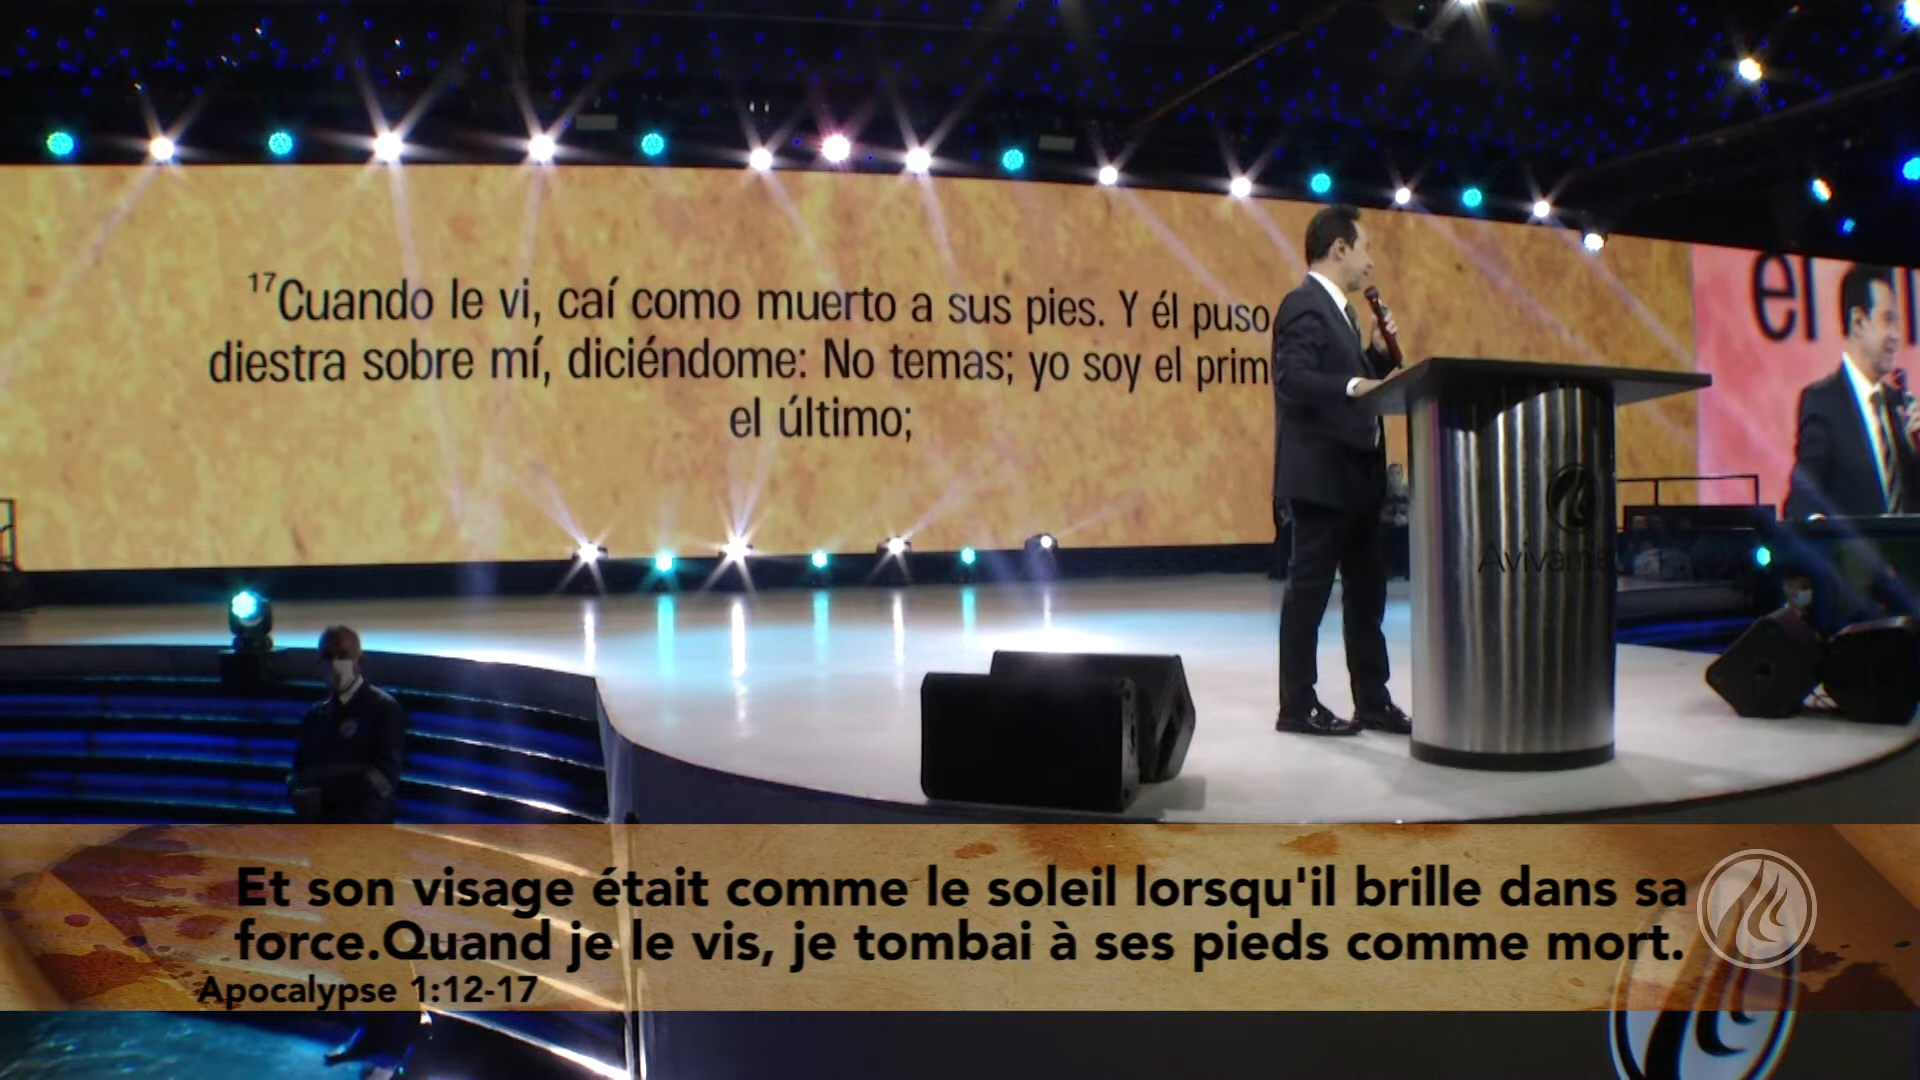 el
17Cuando le vi, caí como muerto a sus pies. Y él puso
diestra sobre mí, diciéndome: No temas; yo soy el prim
el último;
Avívame
Et son visage était comme le soleil lorsqu'il brille dans sa
force.Quand je le vis, je tombai à ses pieds comme mort.
Apocalypse 1:12-17